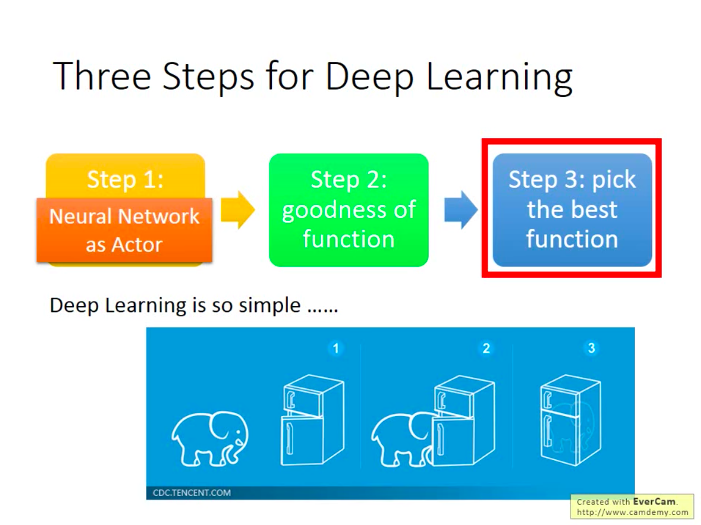 Three Steps for Deep Learning
Step 1:
Neural Network
as Actor
Step 2:
goodness of
function
Step 3: pick
the best
function
Deep Learning is so simple ......
1
2
3
CDC.TENCENT.COM
Created with EverCam.
http://www.camdemy.com